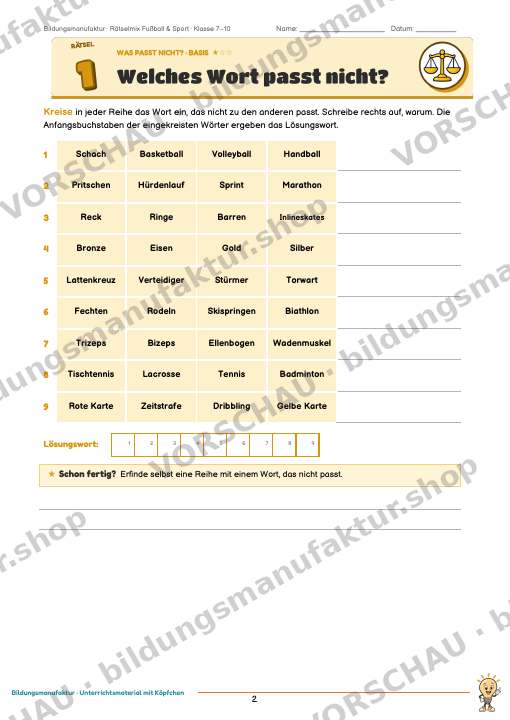 Bildungsmanufaktur · Rätselmix Fußball & Sport · Klasse 7–10 Name: Datum:
RÄTSEL
1
WAS PASST NICHT? · BASIS ★☆☆
Welches Wort passt nicht?
Kreise in jeder Reihe das Wort ein, das nicht zu den anderen passt. Schreibe rechts auf, warum. Die
Anfangsbuchstaben der eingekreisten Wörter ergeben das Lösungswort.
1 Schach Basketball Volleyball Handball
2 Pritschen Hürdenlauf Sprint Marathon
3 Reck Ringe Barren Inlineskates
4 Bronze Eisen Gold Silber
5 Lattenkreuz Verteidiger Stürmer Torwart
6 Fechten Rodeln Skispringen Biathlon
7 Trizeps Bizeps Ellenbogen Wadenmuskel
8 Tischtennis Lacrosse Tennis Badminton
9 Rote Karte Zeitstrafe Dribbling Gelbe Karte
Lösungswort: 1 2 3 4 5 6 7 8 9
★ Schon fertig? Erfinde selbst eine Reihe mit einem Wort, das nicht passt.
Bildungsmanufaktur · Unterrichtsmaterial mit Köpfchen
2
VORSCHAU · bildungsmanufaktur.shop
VORSCHAU · bildungsmanufaktur.shop
VORSCHAU · bildungsmanufaktur.shop